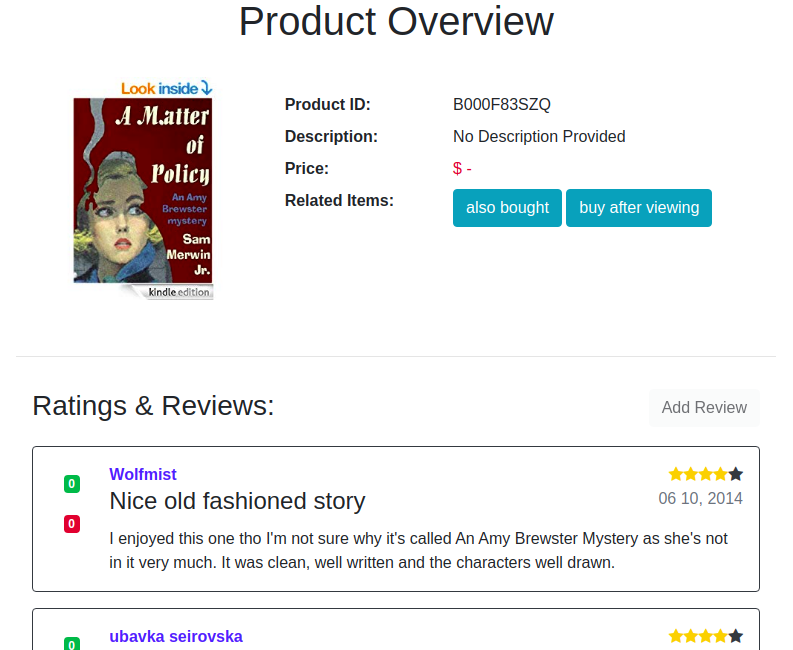 Product Overview
Look inside
A Matter
of
Policy
An Amy
Brewster
mystery
Sam
Merwin
Jr.
kindle edition
Product ID: B000F83SZQ
Description: No Description Provided
Price: $ -
Related Items: also bought buy after viewing
Ratings & Reviews: Add Review
0
0
Wolfmist
Nice old fashioned story
06 10, 2014
I enjoyed this one tho I'm not sure why it's called An Amy Brewster Mystery as she's not
in it very much. It was clean, well written and the characters well drawn.
0
ubavka seirovska